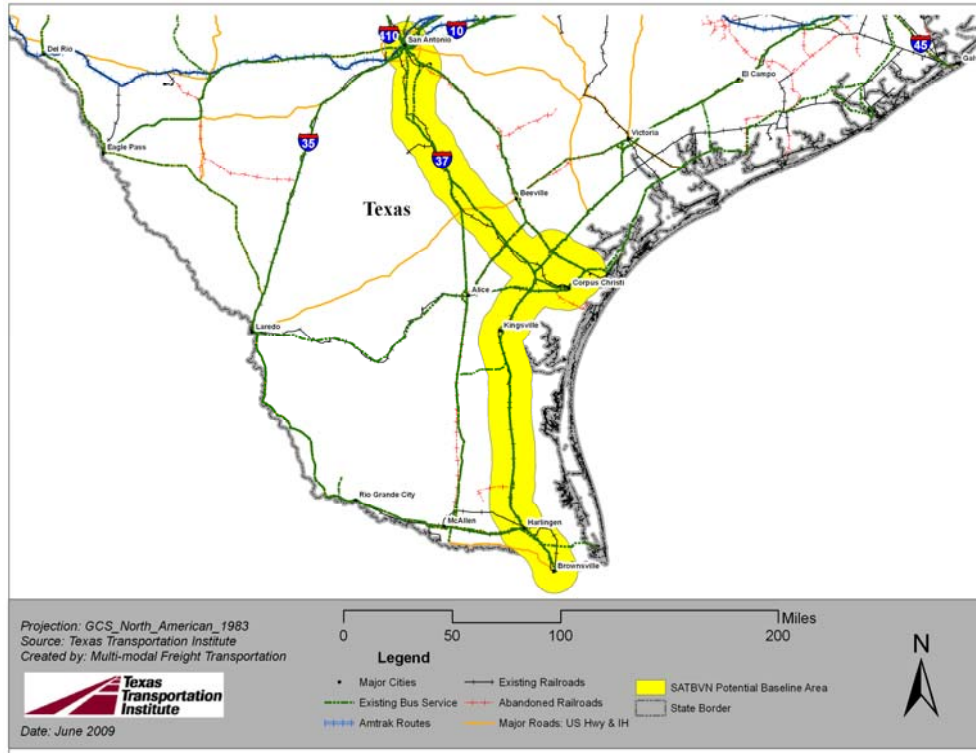 410
10
San Antonio
Del Rio
45
Gal
El Campo
35
Victoria
Eagle Pass
37
Beeville
Texas
Corpus Christi
Alice
Laredo
Kingsville
Rio Grande City
McAllen
Harlingen
Brownsville
Projection: GCS_North_American_1983
Source: Texas Transportation Institute
Created by: Multi-modal Freight Transportation
Texas
Transportation
Institute
Date: June 2009
Miles
0 50 100 200
Legend
Major Cities
Existing Bus Service
Amtrak Routes
Existing Railroads
Abandoned Railroads
Major Roads: US Hwy & IH
SATBVN Potential Baseline Area
State Border
N